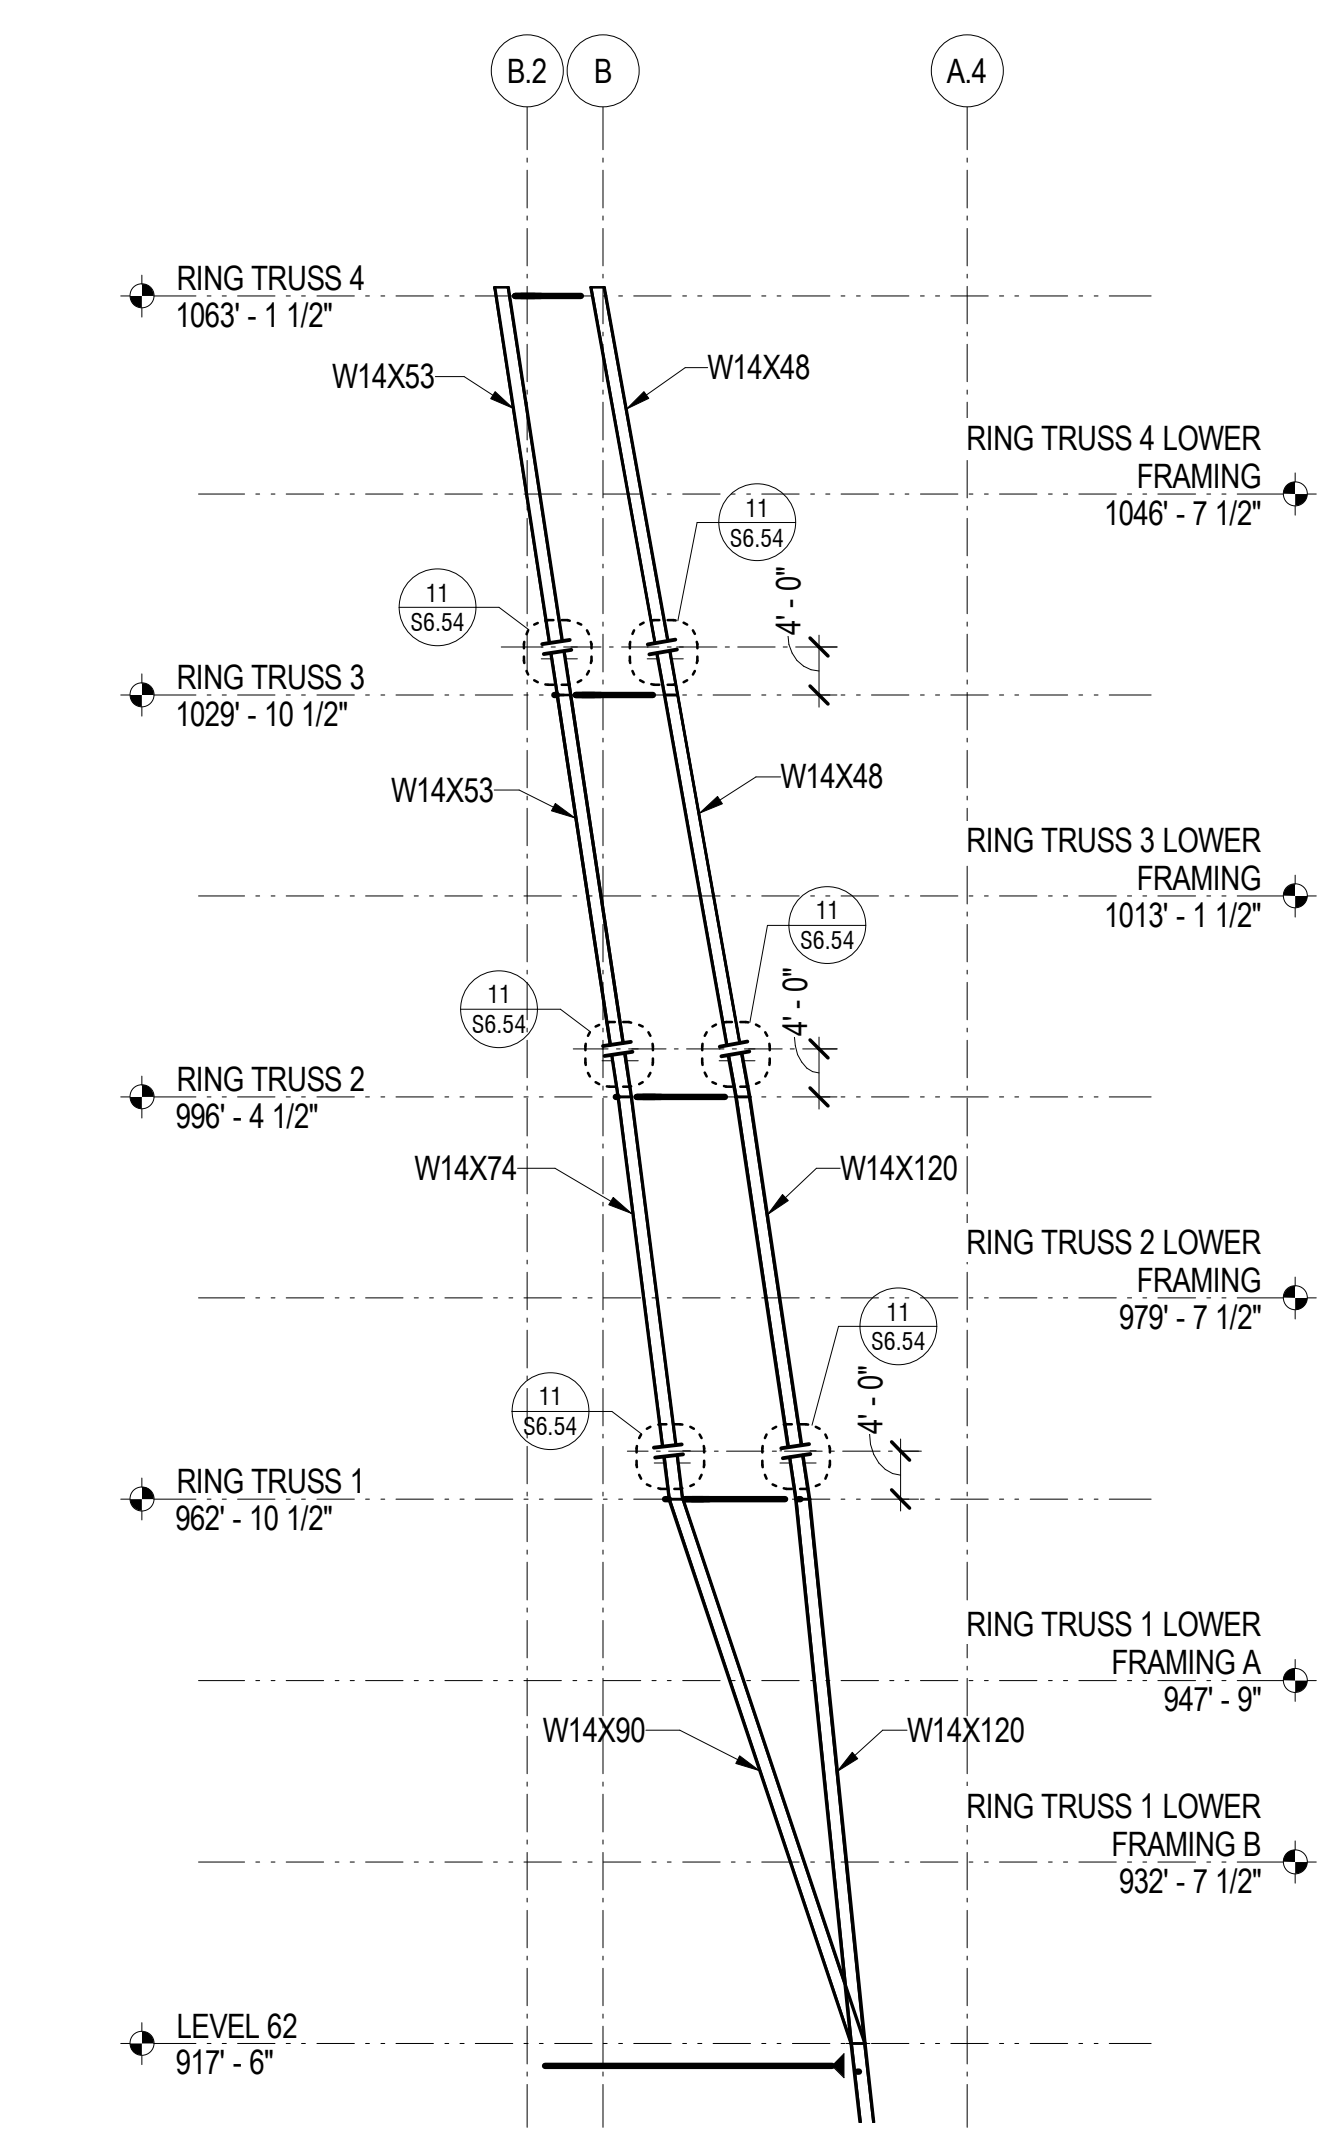 B.2
B
A.4
RING TRUSS 4
1063' - 1 1/2"
W14X53
W14X48
RING TRUSS 4 LOWER
FRAMING
1046' - 7 1/2"
11
S6.54
4' - 0"
11
S6.54
RING TRUSS 3
1029' - 10 1/2"
W14X53
W14X48
RING TRUSS 3 LOWER
FRAMING
1013' - 1 1/2"
11
S6.54
4' - 0"
11
S6.54
RING TRUSS 2
996' - 4 1/2"
W14X74
W14X120
RING TRUSS 2 LOWER
FRAMING
979' - 7 1/2"
11
S6.54
4' - 0"
11
S6.54
RING TRUSS 1
962' - 10 1/2"
RING TRUSS 1 LOWER
FRAMING A
947' - 9"
W14X90
W14X120
RING TRUSS 1 LOWER
FRAMING B
932' - 7 1/2"
LEVEL 62
917' - 6"